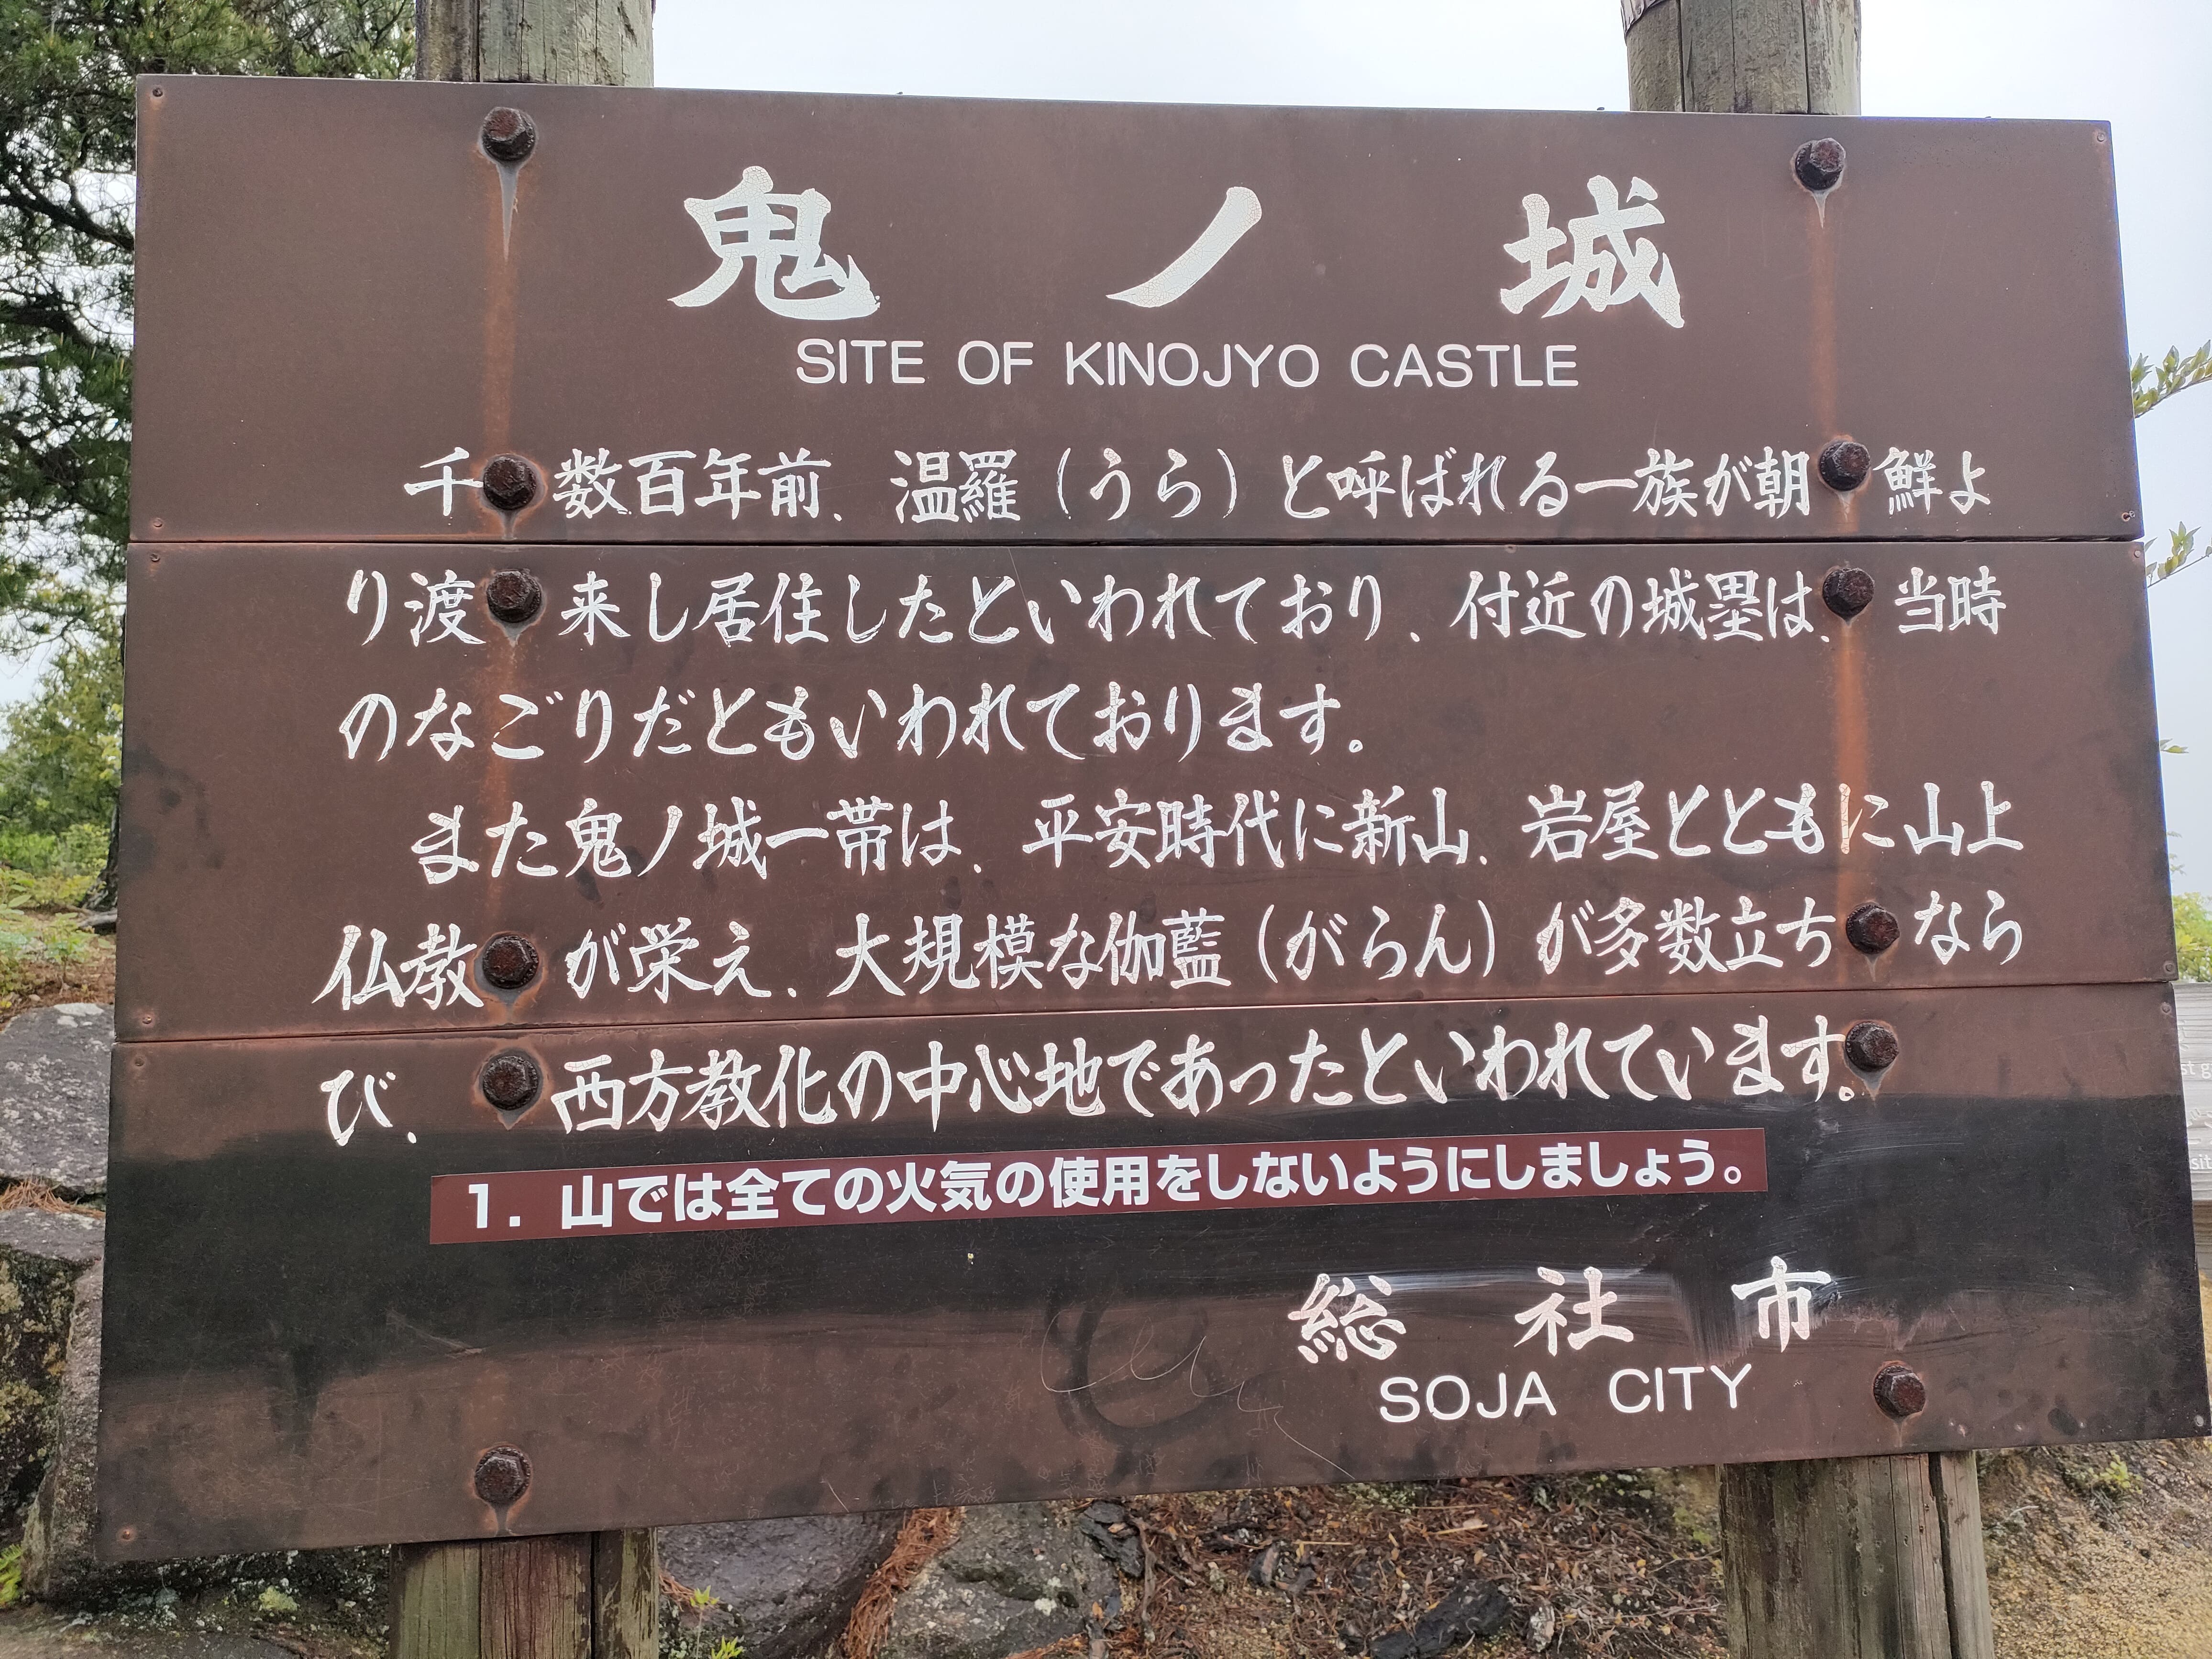 鬼ノ城
SITE OF KINOJYO CASTLE
千数百年前、温羅（うら）と呼ばれる一族が朝鮮よ
り渡来し居住したといわれており、付近の城塁は、当時
のなごりだともいわれております。
また鬼ノ城一帯は、平安時代に新山、岩屋とともに山上
仏教が栄え、大規模な伽藍（がらん）が多数立ちなら
び、西方教化の中心地であったといわれています。
1. 山では全ての火気の使用をしないようにしましょう。
総社市
SOJA CITY